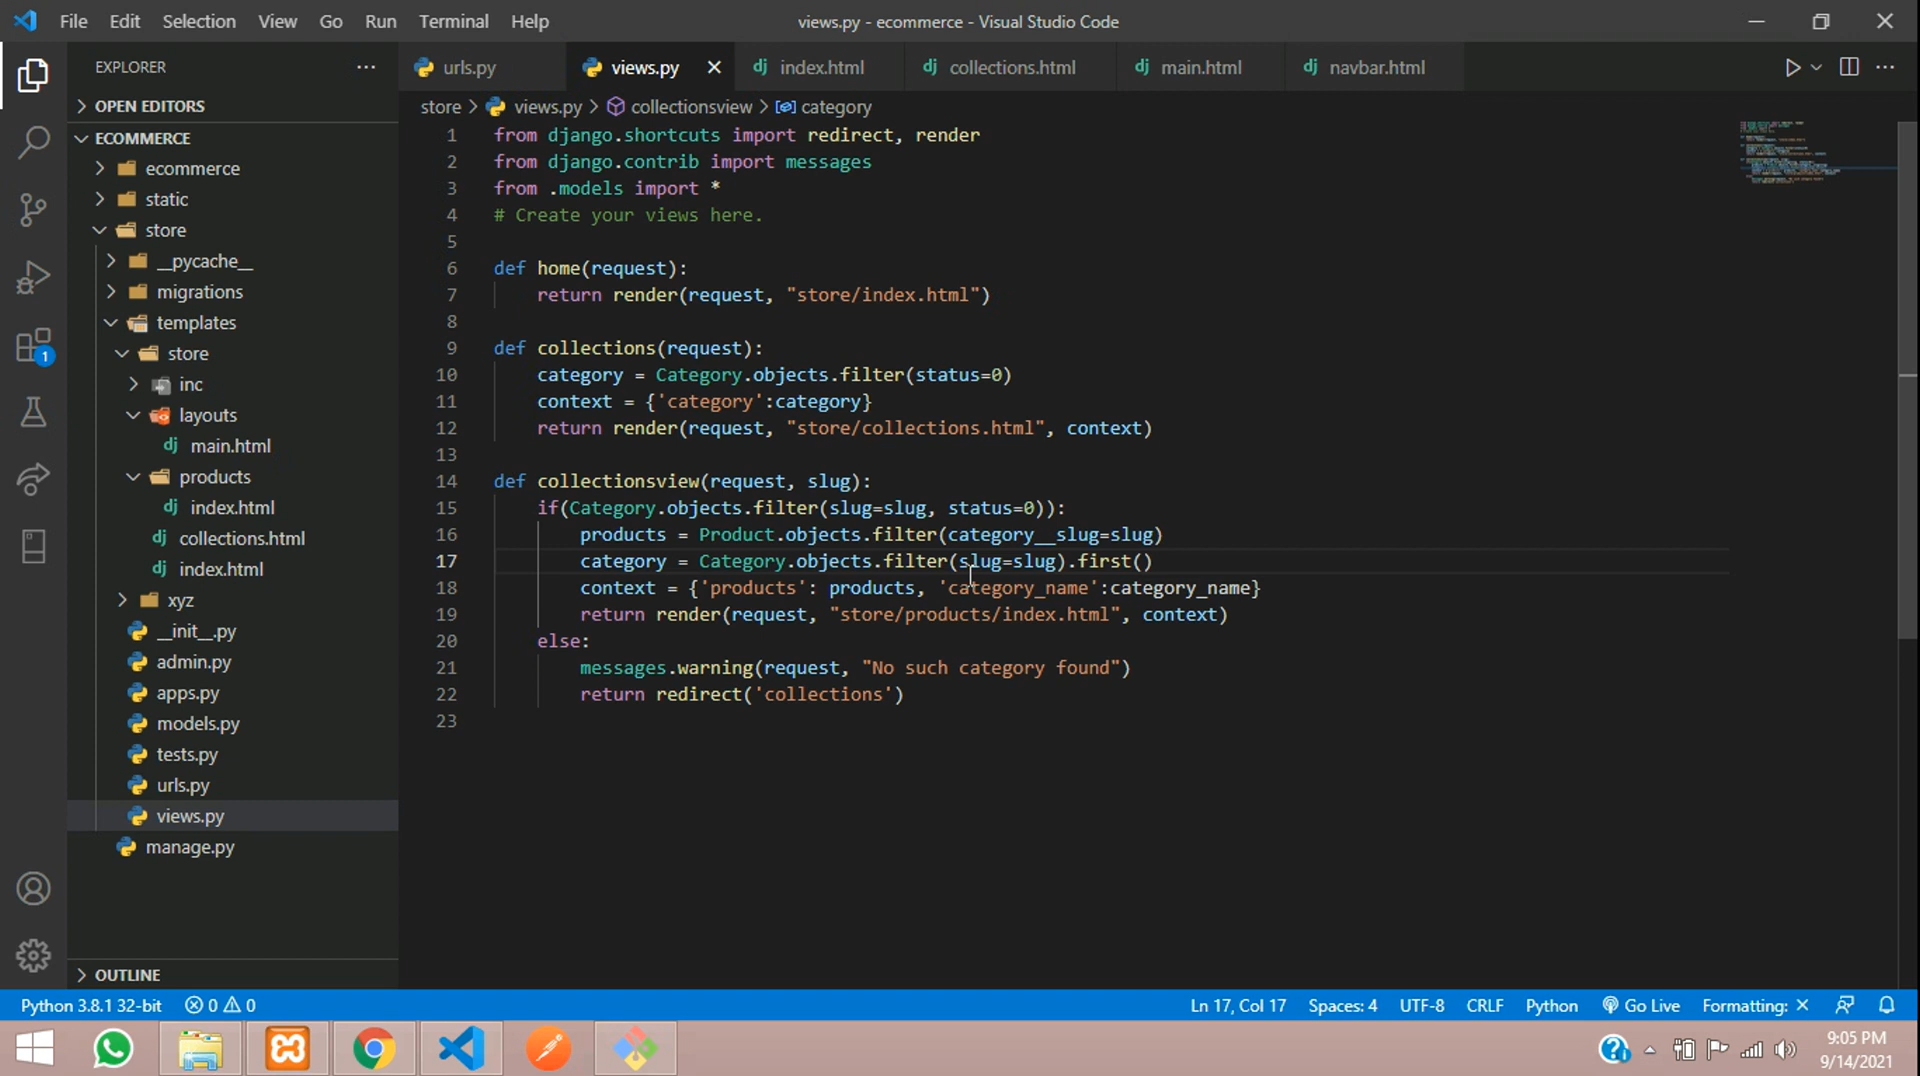 File Edit Selection View Go Run Terminal Help
views.py - ecommerce - Visual Studio Code
EXPLORER
OPEN EDITORS
ECOMMERCE
ecommerce
static
store
__pycache__
migrations
templates
store
inc
layouts
main.html
products
index.html
collections.html
index.html
xyz
__init__.py
admin.py
apps.py
models.py
tests.py
urls.py
views.py
manage.py
OUTLINE
1
urls.py views.py index.html collections.html main.html navbar.html
store > views.py > collectionsview > category
1 from django.shortcuts import redirect, render
2 from django.contrib import messages
3 from .models import *
4 # Create your views here.
5
6 def home(request):
7 return render(request, "store/index.html")
8
9 def collections(request):
10 category = Category.objects.filter(status=0)
11 context = {'category':category}
12 return render(request, "store/collections.html", context)
13
14 def collectionsview(request, slug):
15 if(Category.objects.filter(slug=slug, status=0)):
16 products = Product.objects.filter(category__slug=slug)
17 category = Category.objects.filter(slug=slug).first()
18 context = {'products': products, 'category_name':category_name}
19 return render(request, "store/products/index.html", context)
20 else:
21 messages.warning(request, "No such category found")
22 return redirect('collections')
23
Python 3.8.1 32-bit 0 0 Ln 17, Col 17 Spaces: 4 UTF-8 CRLF Python Go Live Formatting: ×
9:05 PM
9/14/2021